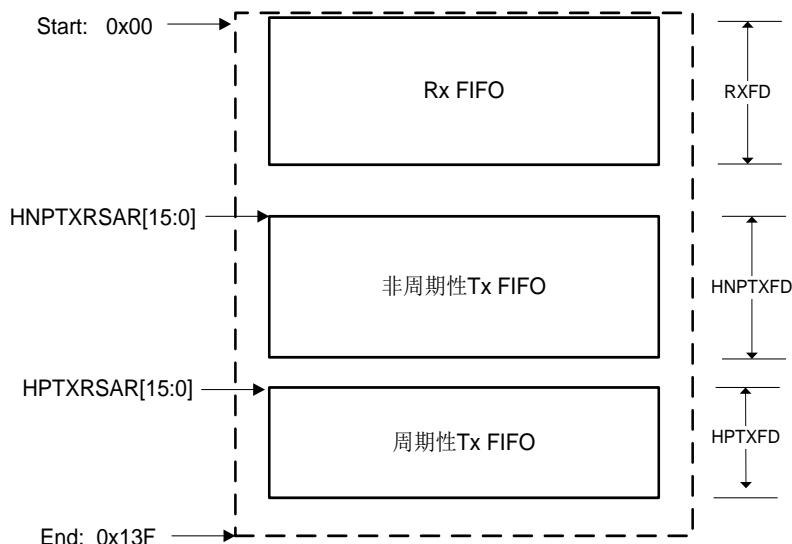 Start: 0x00
Rx FIFO
RXFD
HNPTXRSAR[15:0]
非周期性Tx FIFO
HNPTXFD
HPTXRSAR[15:0]
周期性Tx FIFO
HPTXFD
End: 0x13F